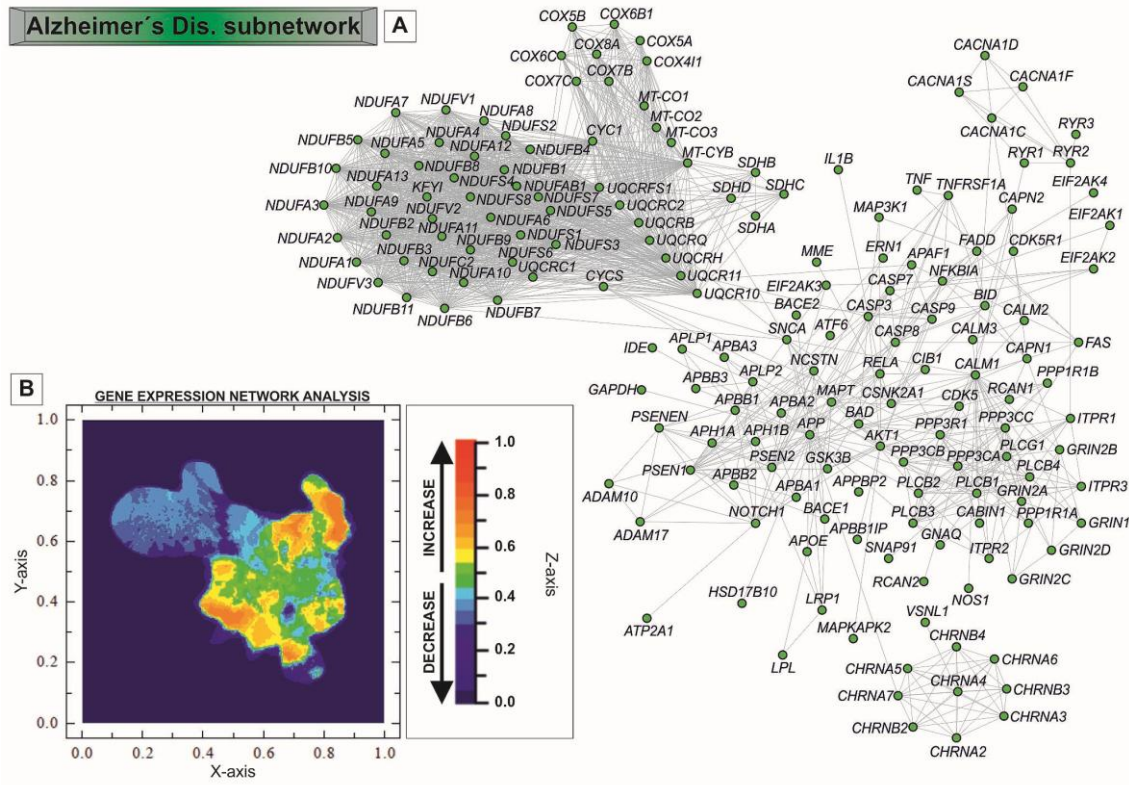 Alzheimer´s Dis. subnetwork
A
COX5B
COX6B1
COX6C
COX8A
COX5A
COX4I1
COX7C
COX7B
MT-CO1
MT-CO2
MT-CO3
MT-CYB
CYC1
CACNA1D
CACNA1S
CACNA1F
CACNA1C
RYR3
RYR1
RYR2
NDUFA7
NDUFV1
NDUFA8
NDUFS2
NDUFB5
NDUFA5
NDUFA4
NDUFA12
NDUFB4
NDUFB10
NDUFB8
NDUFB1
NDUFA13
NDUFS4
NDUFAB1
UQCRFS1
KFYI
NDUFS8
NDUFS7
UQCRC2
NDUFA3
NDUFA9
NDUFV2
NDUFA6
NDUFS5
UQCRB
NDUFB2
NDUFA11
NDUFS1
NDUFS3
UQCRQ
NDUFA2
NDUFB3
NDUFB9
NDUFS6
UQCRH
NDUFA1
NDUFC2
NDUFA10
UQCRC1
CYCS
UQCR11
NDUFV3
UQCR10
NDUFB11
NDUFB6
NDUFB7
SDHB
SDHD
SDHC
SDHA
IL1B
TNF
TNFRSF1A
CAPN2
EIF2AK4
MAP3K1
EIF2AK1
MME
ERN1
APAF1
FADD
CDK5R1
EIF2AK2
EIF2AK3
CASP7
NFKBIA
BACE2
CASP3
CASP9
BID
CALM2
SNCA
ATF6
CASP8
CALM3
FAS
IDE
APLP1
APBA3
NCSTN
RELA
CIB1
CALM1
CAPN1
GAPDH
APBB3
APLP2
MAPT
CSNK2A1
RCAN1
PPP1R1B
APBB1
APBA2
BAD
CDK5
PSENEN
APH1A
APH1B
APP
AKT1
PPP3R1
PPP3CC
ITPR1
PSEN1
PSEN2
GSK3B
PPP3CB
PPP3CA
PLCG1
GRIN2B
APBB2
APBA1
APPBP2
PLCB2
PLCB1
PLCB4
GRIN2A
ITPR3
ADAM10
NOTCH1
BACE1
PLCB3
CABIN1
PPP1R1A
GRIN1
ADAM17
APOE
APBB1IP
GNAQ
ITPR2
GRIN2D
SNAP91
RCAN2
NOS1
GRIN2C
HSD17B10
LRP1
VSNL1
ATP2A1
MAPKAPK2
LPL
CHRNB4
CHRNA5
CHRNA6
CHRNA4
CHRNA7
CHRNB3
CHRNB2
CHRNA3
CHRNA2
B
GENE EXPRESSION NETWORK ANALYSIS
1.0
0.8
0.6
0.4
0.2
0.0
Y-axis
0.0 0.2 0.4 0.6 0.8 1.0
X-axis
INCREASE
DECREASE
1.0
0.8
0.6
0.4
0.2
0.0
Z-axis